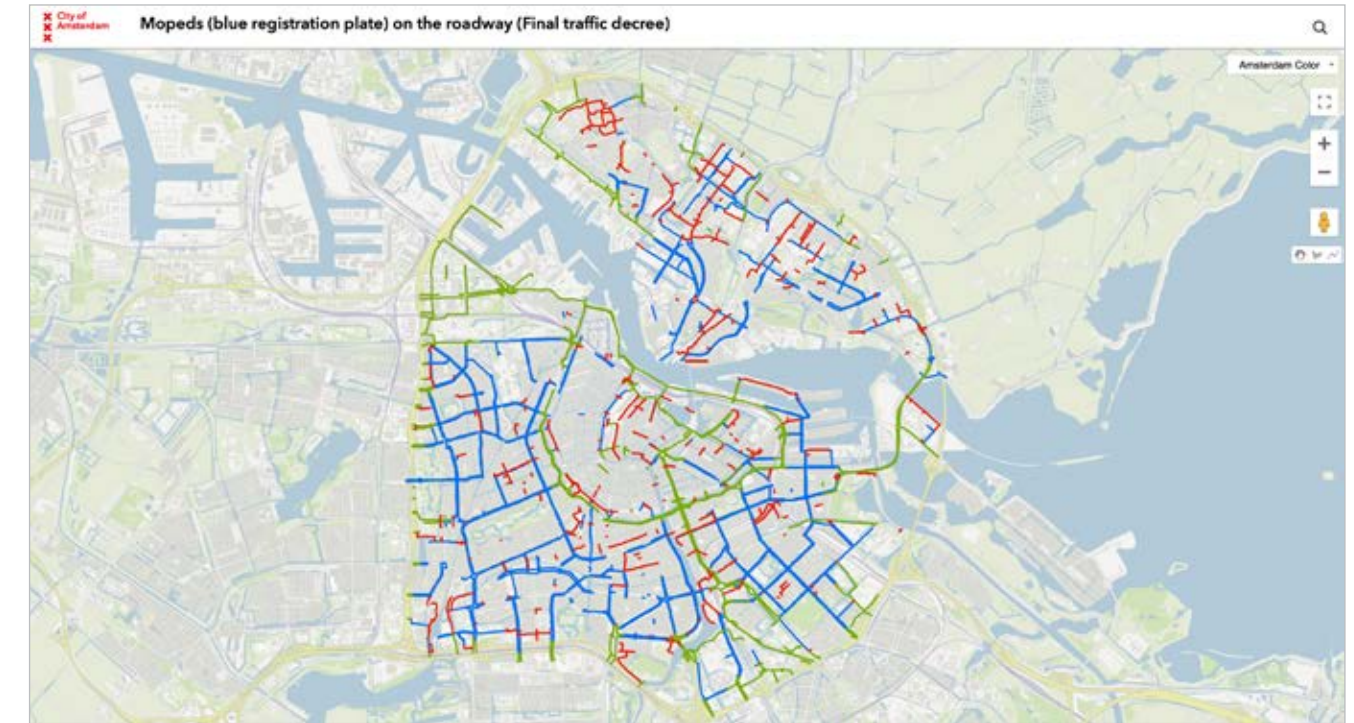 City of
Amsterdam
Mopeds (blue registration plate) on the roadway (Final traffic decree)
Amsterdam Color